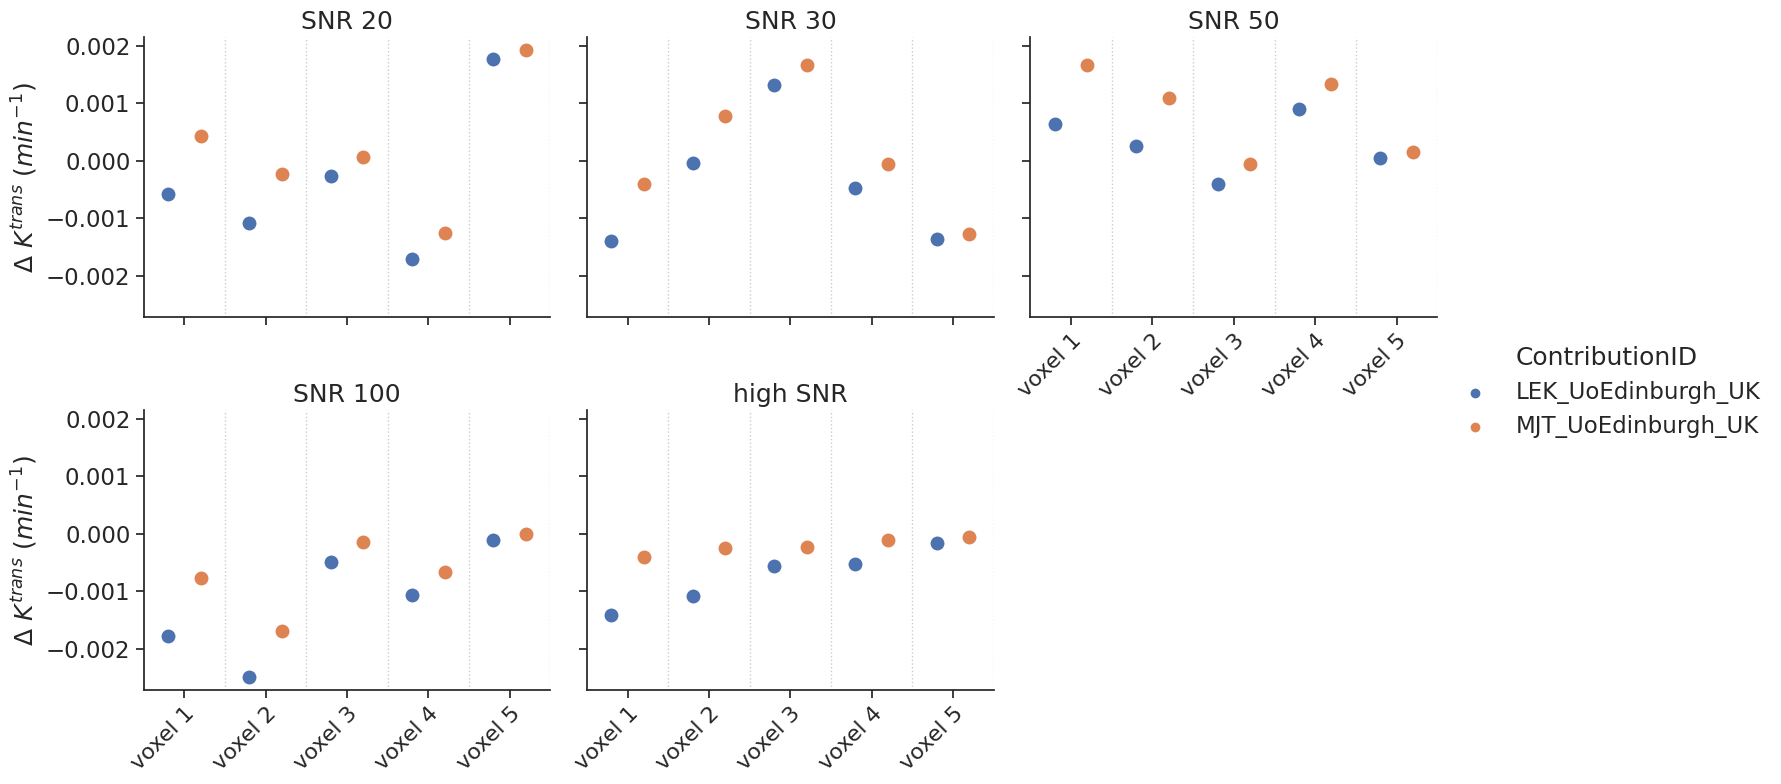 SNR 20
SNR 30
SNR 50
0.002
0.001
0.000
−0.001
−0.002
Δ K^{trans} (min^{−1})
voxel 1
voxel 2
voxel 3
voxel 4
voxel 5
ContributionID
LEK_UoEdinburgh_UK
MJT_UoEdinburgh_UK
SNR 100
high SNR
0.002
0.001
0.000
−0.001
−0.002
Δ K^{trans} (min^{−1})
voxel 1
voxel 2
voxel 3
voxel 4
voxel 5
voxel 1
voxel 2
voxel 3
voxel 4
voxel 5